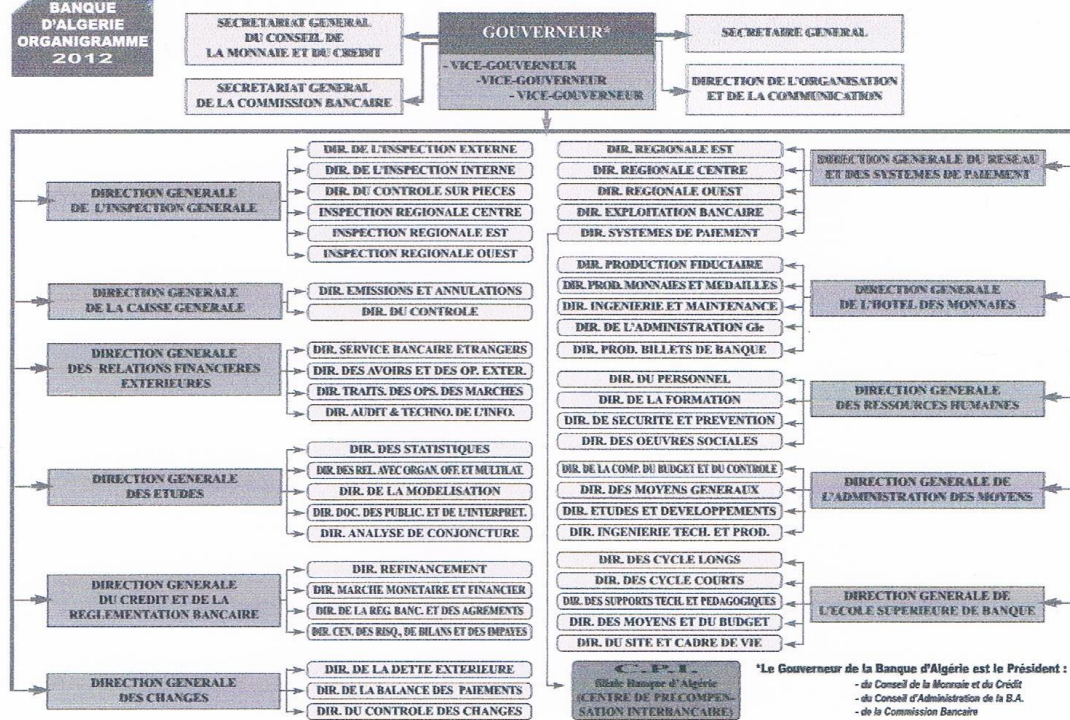 BANQUE
D'ALGERIE
ORGANIGRAMME
2012
SECRETARIAT GENERAL
DU CONSEIL DE
LA MONNAIE ET DU CREDIT
SECRETARIAT GENERAL
DE LA COMMISSION BANCAIRE
GOUVERNEUR*
- VICE-GOUVERNEUR
- VICE-GOUVERNEUR
- VICE-GOUVERNEUR
SECRETAIRE GENERAL
DIRECTION DE L'ORGANISATION
ET DE LA COMMUNICATION
DIRECTION GENERALE
DE L'INSPECTION GENERALE
DIR. DE L'INSPECTION EXTERNE
DIR. DE L'INSPECTION INTERNE
DIR. DU CONTROLE SUR PIECES
INSPECTION REGIONALE CENTRE
INSPECTION REGIONALE EST
INSPECTION REGIONALE OUEST
DIRECTION GENERALE
DE LA CAISSE GENERALE
DIR. EMISSIONS ET ANNULATIONS
DIR. DU CONTROLE
DIRECTION GENERALE
DES RELATIONS FINANCIERES
EXTERIEURES
DIR. SERVICE BANCAIRE ETRANGERS
DIR. DES AVOIRS ET DES OP. EXTER.
DIR. TRAITS. DES OPS. DES MARCHES
DIR. AUDIT & TECHNO. DE L'INFO.
DIRECTION GENERALE
DES ETUDES
DIR. DES STATISTIQUES
DIR. DES REL. AVEC ORGAN. OFF. ET MULTILAT.
DIR. DE LA MODELISATION
DIR. DOC. DES PUBLIC. ET DE L'INTERPRET.
DIR. ANALYSE DE CONJONCTURE
DIRECTION GENERALE
DU CREDIT ET DE LA
REGLEMENTATION BANCAIRE
DIR. REFINANCEMENT
DIR. MARCHE MONETAIRE ET FINANCIER
DIR. DE LA REG. BANC. ET DES AGREMENTS
DIR. CEN. DES RISQ., DE BILANS ET DES IMPAYES
DIRECTION GENERALE
DES CHANGES
DIR. DE LA DETTE EXTERIEURE
DIR. DE LA BALANCE DES PAIEMENTS
DIR. DU CONTROLE DES CHANGES
DIR. REGIONALE EST
DIR. REGIONALE CENTRE
DIR. REGIONALE OUEST
DIR. EXPLOITATION BANCAIRE
DIR. SYSTEMES DE PAIEMENT
DIRECTION GENERALE DU RESEAU
ET DES SYSTEMES DE PAIEMENT
DIR. PRODUCTION FIDUCIAIRE
DIR. PROD. MONNAIES ET MEDAILLES
DIR. INGENIERIE ET MAINTENANCE
DIR. DE L'ADMINISTRATION Gle
DIR. PROD. BILLETS DE BANQUE
DIRECTION GENERALE
DE L'HOTEL DES MONNAIES
DIR. DU PERSONNEL
DIR. DE LA FORMATION
DIR. DE SECURITE ET PREVENTION
DIR. DES OEUVRES SOCIALES
DIRECTION GENERALE
DES RESSOURCES HUMAINES
DIR. DE LA COMP. DU BUDGET ET DU CONTROLE
DIR. DES MOYENS GENERAUX
DIR. ETUDES ET DEVELOPPEMENTS
DIR. INGENIERIE TECH. ET PROD.
DIRECTION GENERALE DE
L'ADMINISTRATION DES MOYENS
DIR. DES CYCLE LONGS
DIR. DES CYCLE COURTS
DIR. DES SUPPORTS TECH. ET PEDAGOGIQUES
DIR. DES MOYENS ET DU BUDGET
DIR. DU SITE ET CADRE DE VIE
DIRECTION GENERALE DE
L'ECOLE SUPERIEURE DE BANQUE
C.P.I.
filiale Banque d'Algérie
(CENTRE DE PRECOMPEN-
SATION INTERBANCAIRE)
*Le Gouverneur de la Banque d'Algérie est le Président :
- du Conseil de la Monnaie et du Crédit
- du Conseil d'Administration de la B.A.
- de la Commission Bancaire